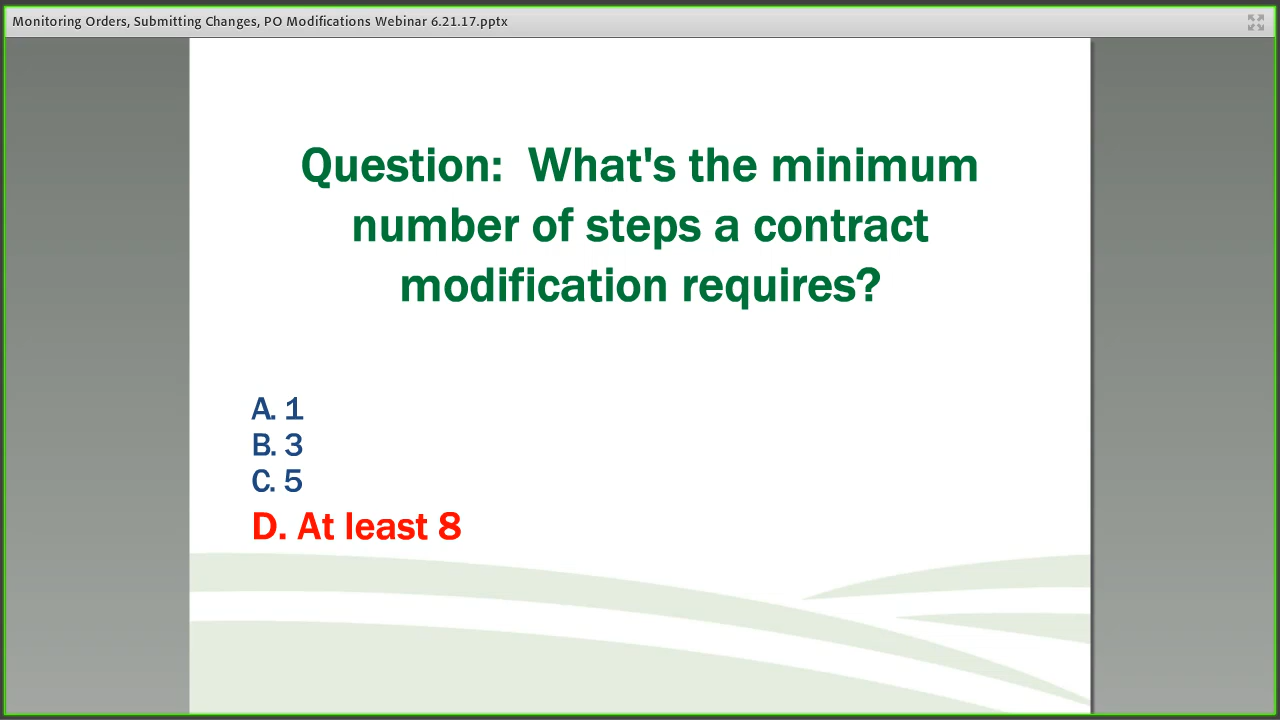 Monitoring Orders, Submitting Changes, PO Modifications Webinar 6.21.17.pptx
Question:  What's the minimum
number of steps a contract
modification requires?
A. 1
B. 3
C. 5
D. At least 8